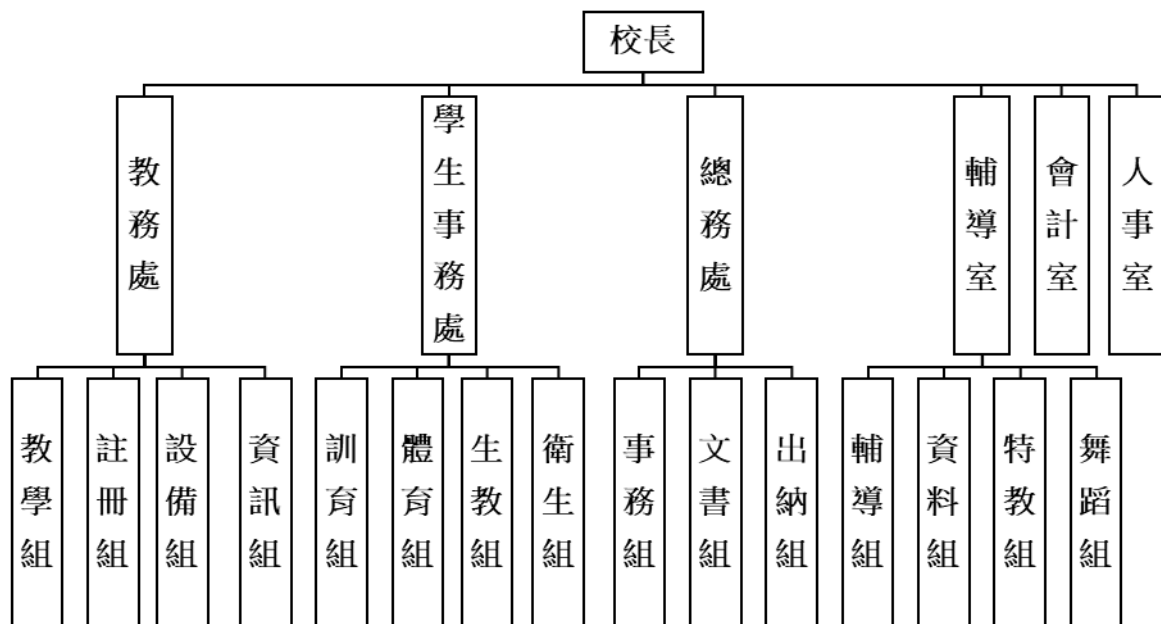 校長
教務處
學生事務處
總務處
輔導室
會計室
人事室
教學組
註冊組
設備組
資訊組
訓育組
體育組
生教組
衛生組
事務組
文書組
出納組
輔導組
資料組
特教組
舞蹈組